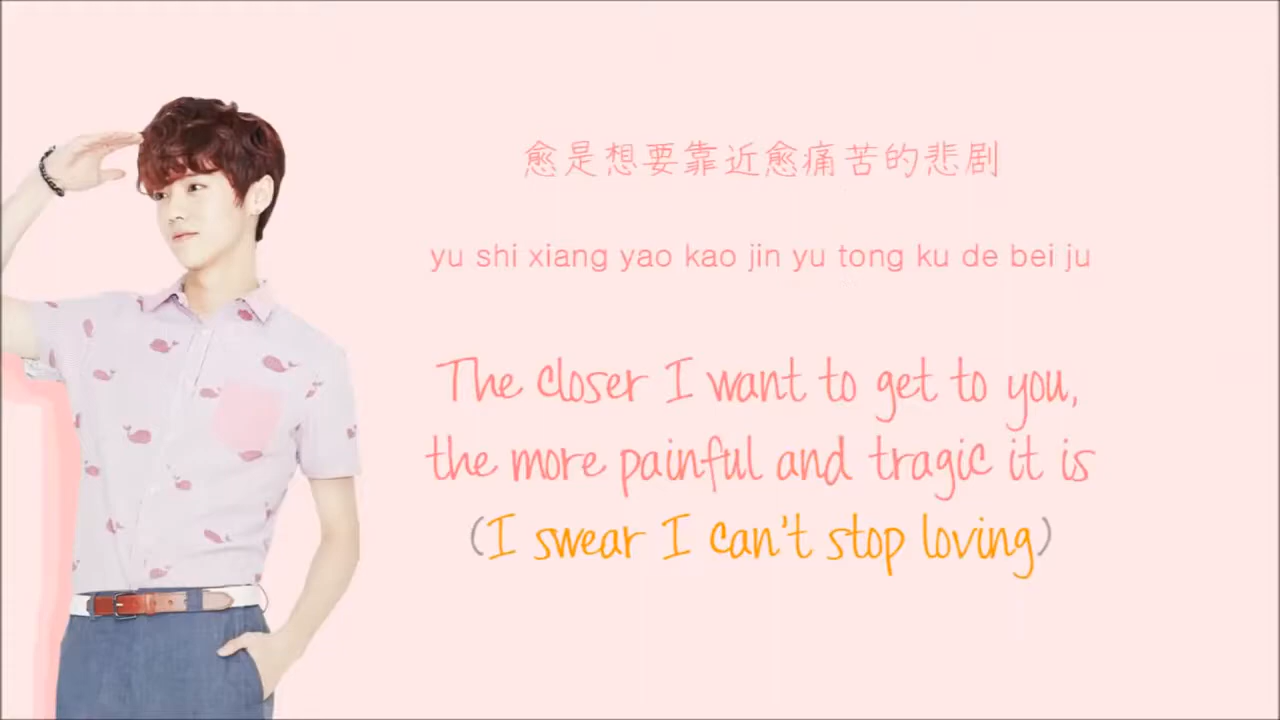 愈是想要靠近愈痛苦的悲剧
yu shi xiang yao kao jin yu tong ku de bei ju
The closer I want to get to you,
the more painful and tragic it is
(I swear I can't stop loving)